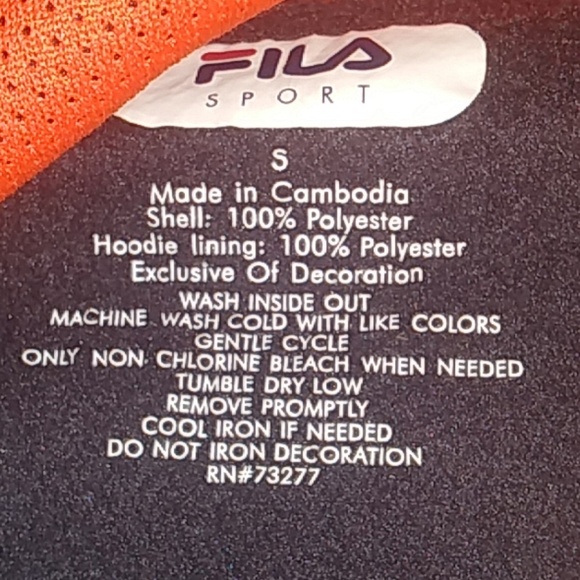 FILA
SPORT
S
Made in Cambodia
Shell: 100% Polyester
Hoodie lining: 100% Polyester
Exclusive Of Decoration
WASH INSIDE OUT
MACHINE WASH COLD WITH LIKE COLORS
GENTLE CYCLE
ONLY NON-CHLORINE BLEACH WHEN NEEDED
TUMBLE DRY LOW
REMOVE PROMPTLY
COOL IRON IF NEEDED
DO NOT IRON DECORATION
RN#73277